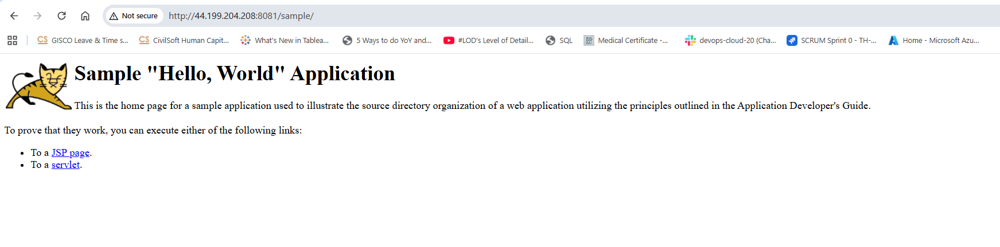 Not secure http://44.199.204.208:8081/sample/
GISCO Leave & Time s... CivilSoft Human Capit... What's New in Tablea... 5 Ways to do YoY and... #LOD's Level of Detail... SQL Medical Certificate -... devops-cloud-20 (Cha... SCRUM Sprint 0 - TH-... Home - Microsoft Azu...
Sample "Hello, World" Application
This is the home page for a sample application used to illustrate the source directory organization of a web application utilizing the principles outlined in the Application Developer's Guide.
To prove that they work, you can execute either of the following links:
• To a JSP page.
• To a servlet.